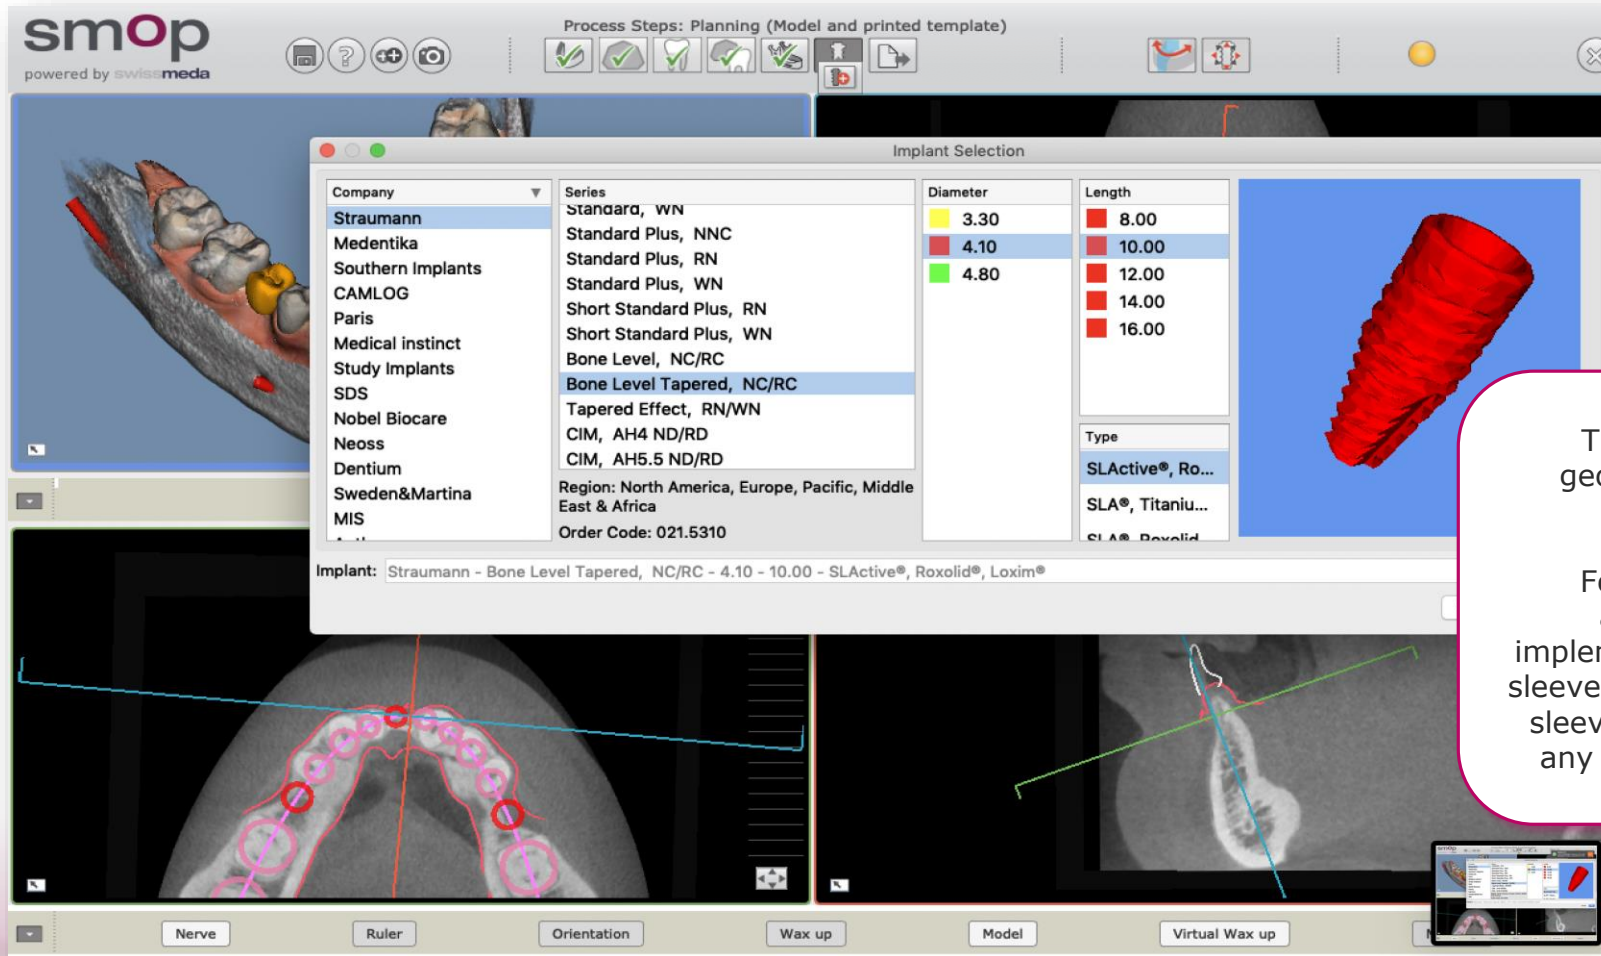 smop
powered by swissmeda
Process Steps: Planning (Model and printed template)
Implant Selection
Company
Straumann
Medentika
Southern Implants
CAMLOG
Paris
Medical instinct
Study Implants
SDS
Nobel Biocare
Neoss
Dentium
Sweden&Martina
MIS
Series
Standard, WN
Standard Plus, NNC
Standard Plus, RN
Standard Plus, WN
Short Standard Plus, RN
Short Standard Plus, WN
Bone Level, NC/RC
Bone Level Tapered, NC/RC
Tapered Effect, RN/WN
CIM, AH4 ND/RD
CIM, AH5.5 ND/RD
Region: North America, Europe, Pacific, Middle
East & Africa
Order Code: 021.5310
Diameter
3.30
4.10
4.80
Length
8.00
10.00
12.00
14.00
16.00
Type
SLActive®, Ro...
SLA®, Titaniu...
SLA®, Roxolid
Implant: Straumann - Bone Level Tapered, NC/RC - 4.10 - 10.00 - SLActive®, Roxolid®, Loxim®
T
geo
Fo
impler
sleeve
sleev
any
Nerve
Ruler
Orientation
Wax up
Model
Virtual Wax up